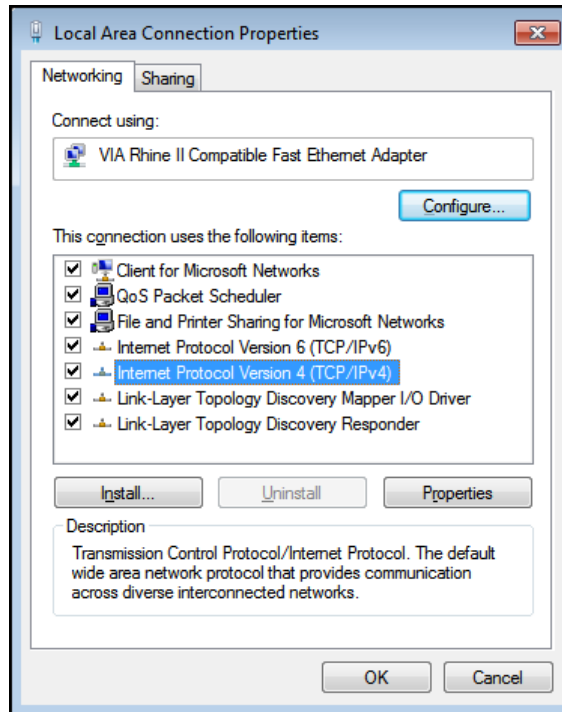 Local Area Connection Properties
Networking
Sharing
Connect using:
VIA Rhine II Compatible Fast Ethernet Adapter
Configure...
This connection uses the following items:
Client for Microsoft Networks
QoS Packet Scheduler
File and Printer Sharing for Microsoft Networks
Internet Protocol Version 6 (TCP/IPv6)
Internet Protocol Version 4 (TCP/IPv4)
Link-Layer Topology Discovery Mapper I/O Driver
Link-Layer Topology Discovery Responder
Install...
Uninstall
Properties
Description
Transmission Control Protocol/Internet Protocol. The default
wide area network protocol that provides communication
across diverse interconnected networks.
OK
Cancel